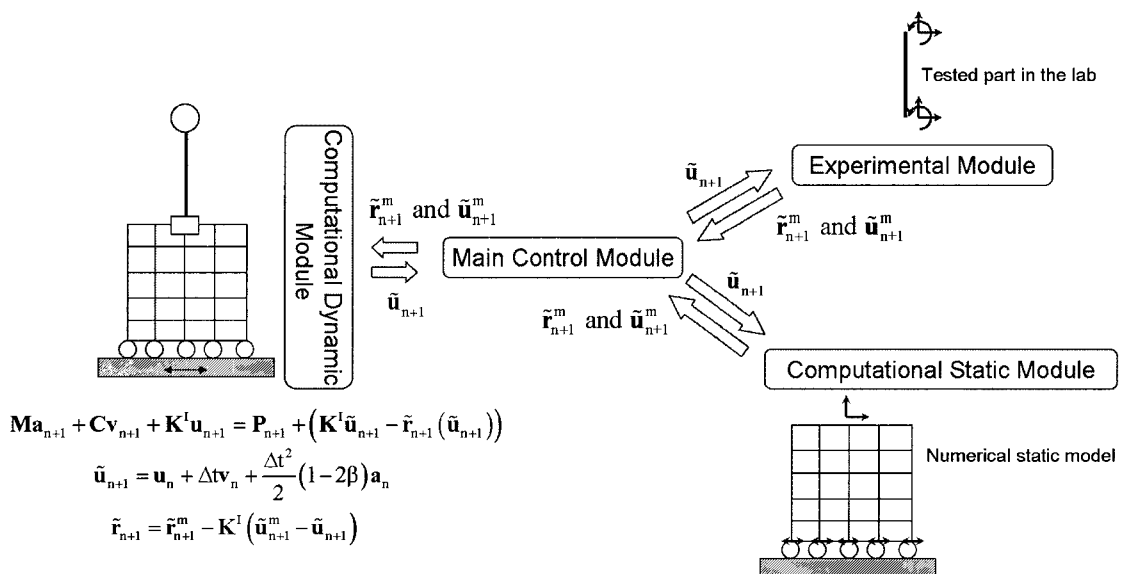 Tested part in the lab
Experimental Module
Computational Dynamic
Module
r̃ᵐₙ₊₁ and ũᵐₙ₊₁
ũₙ₊₁
Main Control Module
ũₙ₊₁
r̃ᵐₙ₊₁ and ũᵐₙ₊₁
ũₙ₊₁
r̃ᵐₙ₊₁ and ũᵐₙ₊₁
Computational Static Module
Numerical static model
Maₙ₊₁ + Cvₙ₊₁ + Kᴵuₙ₊₁ = Pₙ₊₁ + (Kᴵũₙ₊₁ − r̃ₙ₊₁(ũₙ₊₁))
ũₙ₊₁ = uₙ + Δtvₙ + Δt²/2 (1−2β)aₙ
r̃ₙ₊₁ = r̃ᵐₙ₊₁ − Kᴵ(ũᵐₙ₊₁ − ũₙ₊₁)